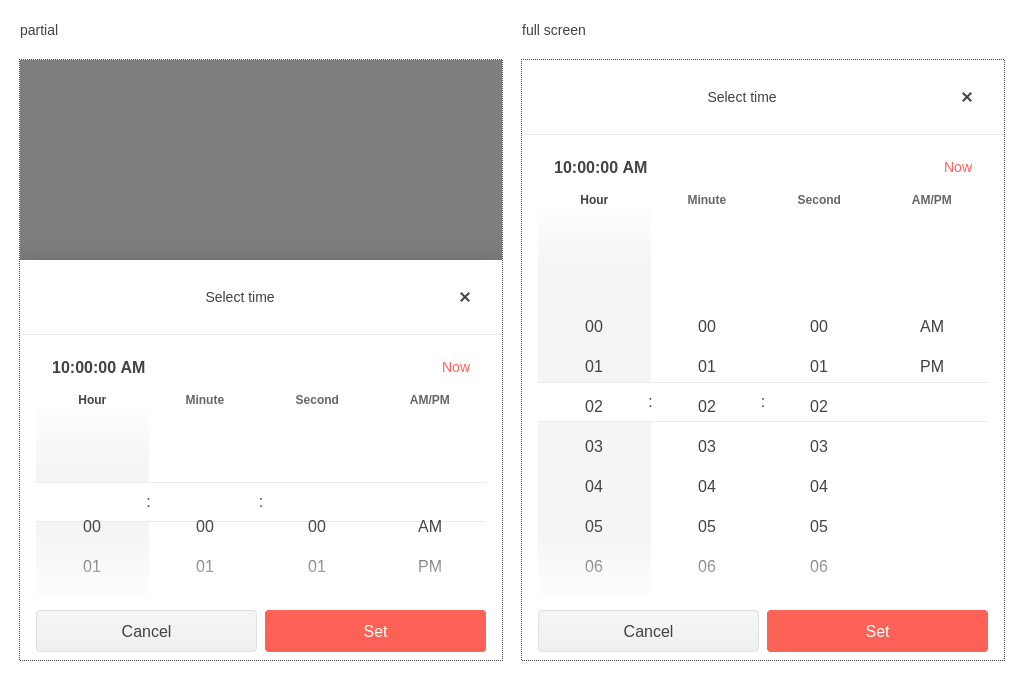 partial
Select time ×
10:00:00 AM Now
Hour Minute Second AM/PM
: :
00 00 00 AM
01 01 01 PM
Cancel Set
full screen
Select time ×
10:00:00 AM Now
Hour Minute Second AM/PM
00 00 00 AM
01 01 01 PM
02 : 02 : 02
03 03 03
04 04 04
05 05 05
06 06 06
Cancel Set